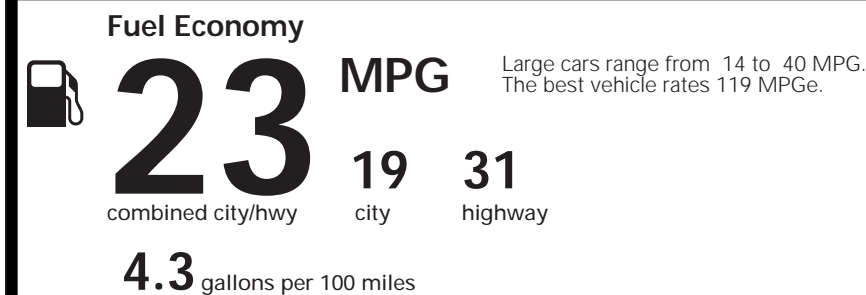 Fuel Economy
23 MPG
Large cars range from 14 to 40 MPG.
The best vehicle rates 119 MPGe.
19 31
combined city/hwy city highway
4.3 gallons per 100 miles